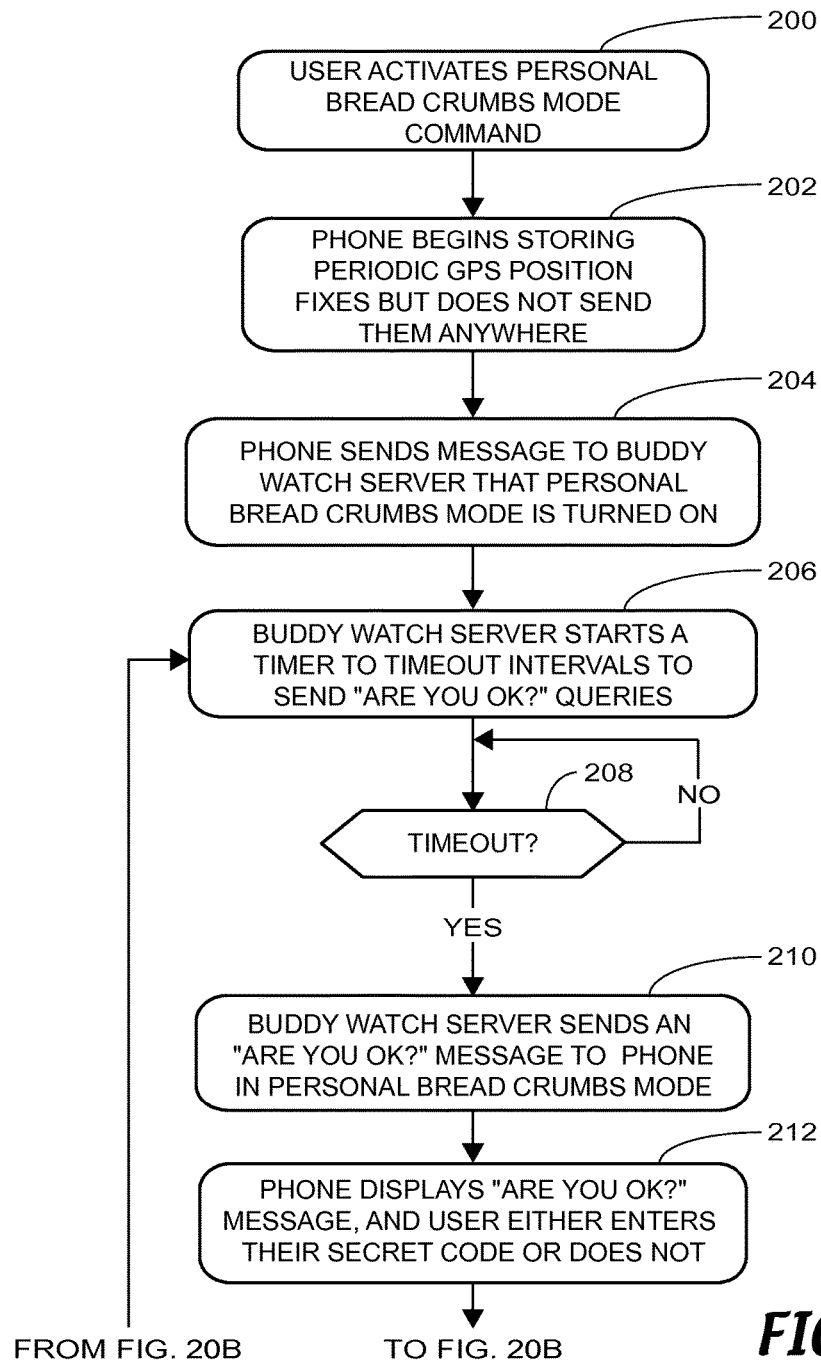 200
USER ACTIVATES PERSONAL
BREAD CRUMBS MODE
COMMAND
202
PHONE BEGINS STORING
PERIODIC GPS POSITION
FIXES BUT DOES NOT SEND
THEM ANYWHERE
204
PHONE SENDS MESSAGE TO BUDDY
WATCH SERVER THAT PERSONAL
BREAD CRUMBS MODE IS TURNED ON
206
BUDDY WATCH SERVER STARTS A
TIMER TO TIMEOUT INTERVALS TO
SEND "ARE YOU OK?" QUERIES
208
NO
TIMEOUT?
YES
210
BUDDY WATCH SERVER SENDS AN
"ARE YOU OK?" MESSAGE TO PHONE
IN PERSONAL BREAD CRUMBS MODE
212
PHONE DISPLAYS "ARE YOU OK?"
MESSAGE, AND USER EITHER ENTERS
THEIR SECRET CODE OR DOES NOT
FROM FIG. 20B
TO FIG. 20B